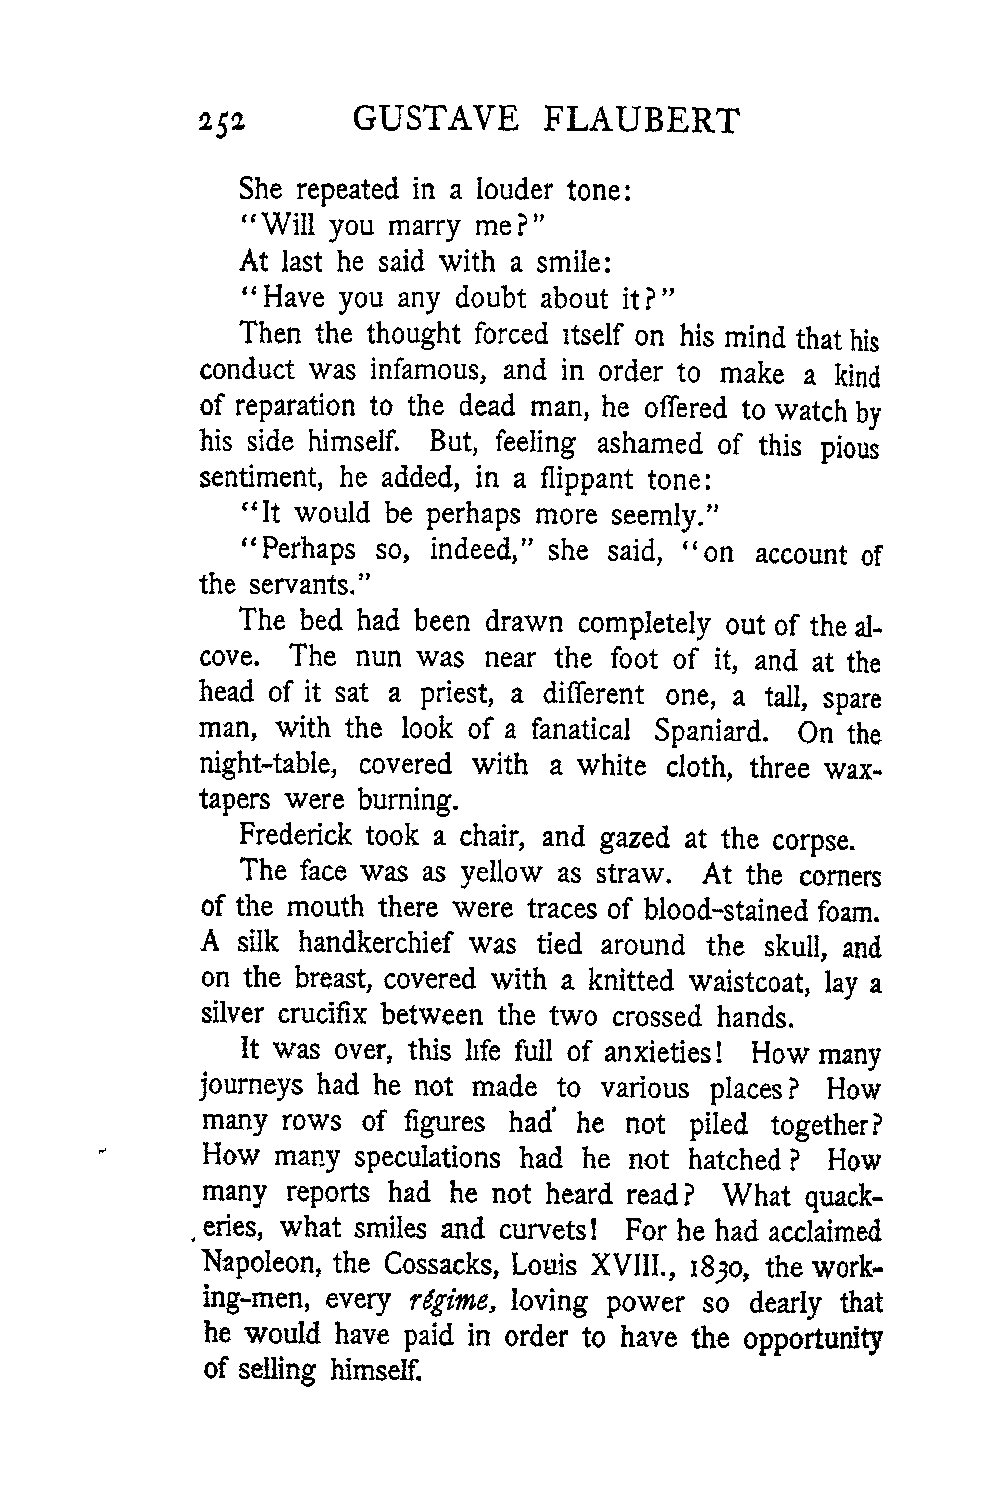 252 GUSTAVE FLAUBERT
She repeated in a louder tone:
"Will you marry me?"
At last he said with a smile:
"Have you any doubt about it?"
Then the thought forced itself on his mind that his
conduct was infamous, and in order to make a kind
of reparation to the dead man, he offered to watch by
his side himself. But, feeling ashamed of this pious
sentiment, he added, in a flippant tone:
"It would be perhaps more seemly."
"Perhaps so, indeed," she said, "on account of
the servants."
The bed had been drawn completely out of the al-
cove. The nun was near the foot of it, and at the
head of it sat a priest, a different one, a tall, spare
man, with the look of a fanatical Spaniard. On the
night-table, covered with a white cloth, three wax-
tapers were burning.
Frederick took a chair, and gazed at the corpse.
The face was as yellow as straw. At the corners
of the mouth there were traces of blood-stained foam.
A silk handkerchief was tied around the skull, and
on the breast, covered with a knitted waistcoat, lay a
silver crucifix between the two crossed hands.
It was over, this life full of anxieties! How many
journeys had he not made to various places? How
many rows of figures had he not piled together?
How many speculations had he not hatched? How
many reports had he not heard read? What quack-
eries, what smiles and curvets! For he had acclaimed
Napoleon, the Cossacks, Louis XVIII., 1830, the work-
ing-men, every régime, loving power so dearly that
he would have paid in order to have the opportunity
of selling himself.